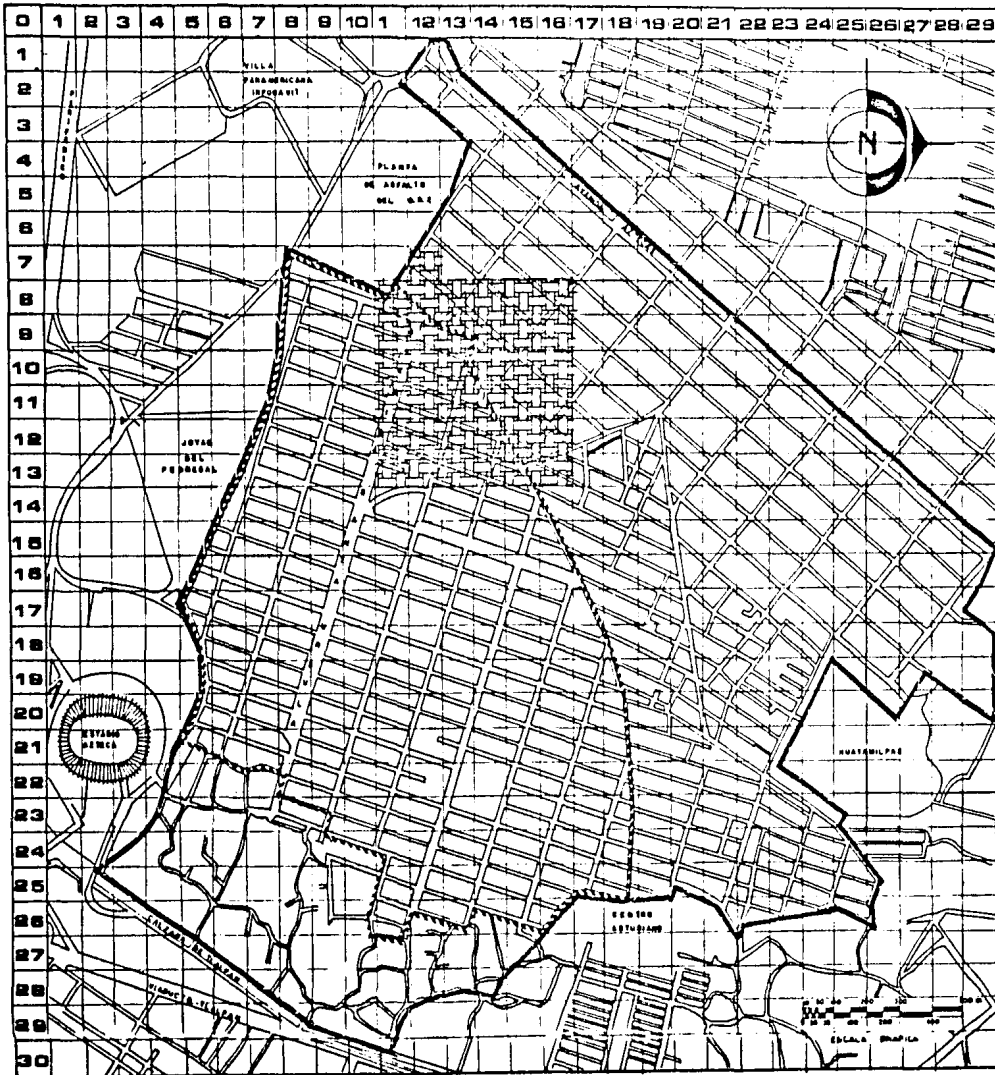 0 1 2 3 4 5 6 7 8 9 10 1 12 13 14 15 16 17 18 19 20 21 22 23 24 25 26 27 28 29
1
2
3
4
5
6
7
8
9
10
11
12
13
14
15
16
17
18
19
20
21
22
23
24
25
26
27
28
29
30
VILLA
PANAMERICANA
PERIFERICO
N
PLANTA
DE ASFALTO
DEL
JOYAS
DEL
PEDREGAL
ESTADIO
AZTECA
HUAYAMILPAS
CENTRO
ASTURIANO
CALZADA DE TLALPAN
VIADUCTO TLALPAN
ESCALA GRAFICA